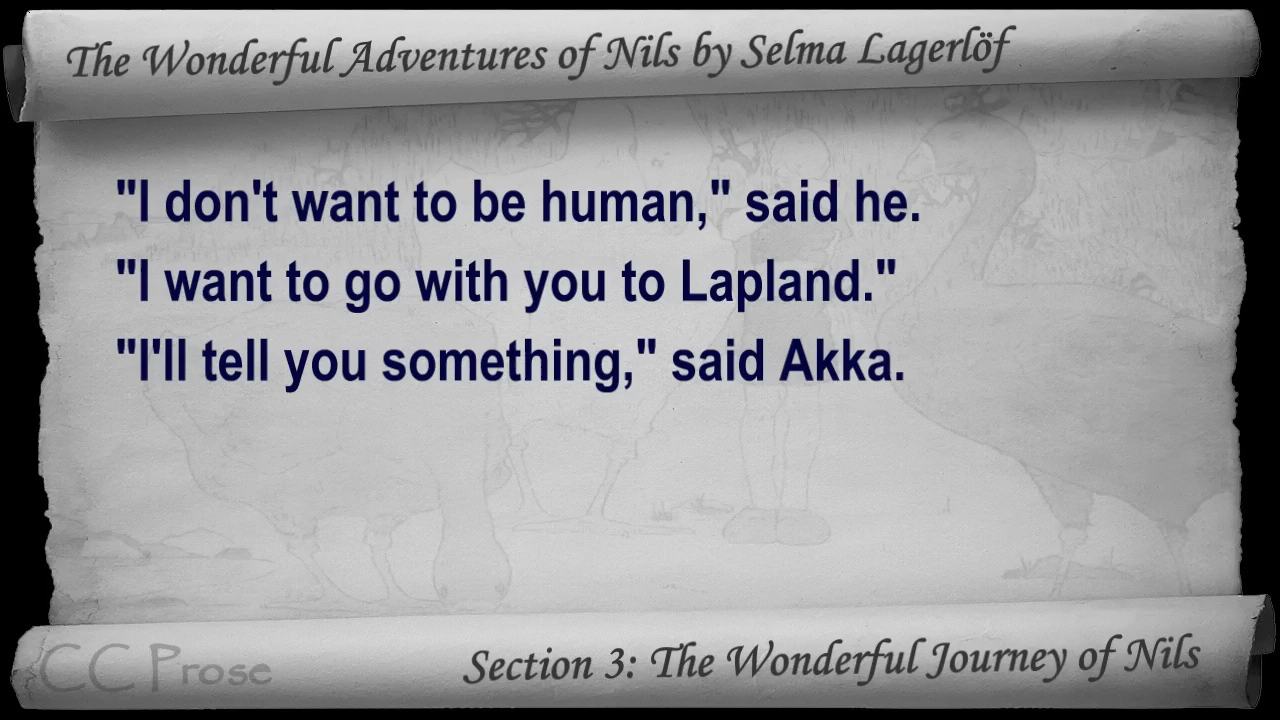 The Wonderful Adventures of Nils by Selma Lagerlöf
"I don't want to be human," said he.
"I want to go with you to Lapland."
"I'll tell you something," said Akka.
CC Prose
Section 3: The Wonderful Journey of Nils